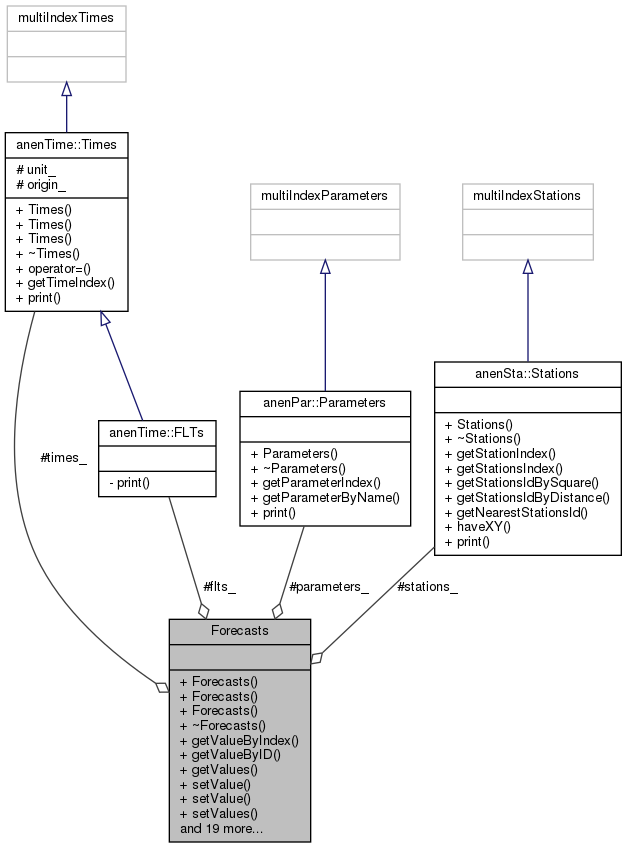 multiIndexTimes
anenTime::Times
# unit_
# origin_
+ Times()
+ Times()
+ Times()
+ ~Times()
+ operator=()
+ getTimeIndex()
+ print()
multiIndexParameters
multiIndexStations
anenSta::Stations
+ Stations()
+ ~Stations()
+ getStationIndex()
+ getStationsIndex()
+ getStationsIdBySquare()
+ getStationsIdByDistance()
+ getNearestStationsId()
+ haveXY()
+ print()
anenPar::Parameters
+ Parameters()
+ ~Parameters()
+ getParameterIndex()
+ getParameterByName()
+ print()
anenTime::FLTs
- print()
#times_
#flts_
#parameters_
#stations_
Forecasts
+ Forecasts()
+ Forecasts()
+ Forecasts()
+ ~Forecasts()
+ getValueByIndex()
+ getValueByID()
+ getValues()
+ setValue()
+ setValue()
+ setValues()
and 19 more...